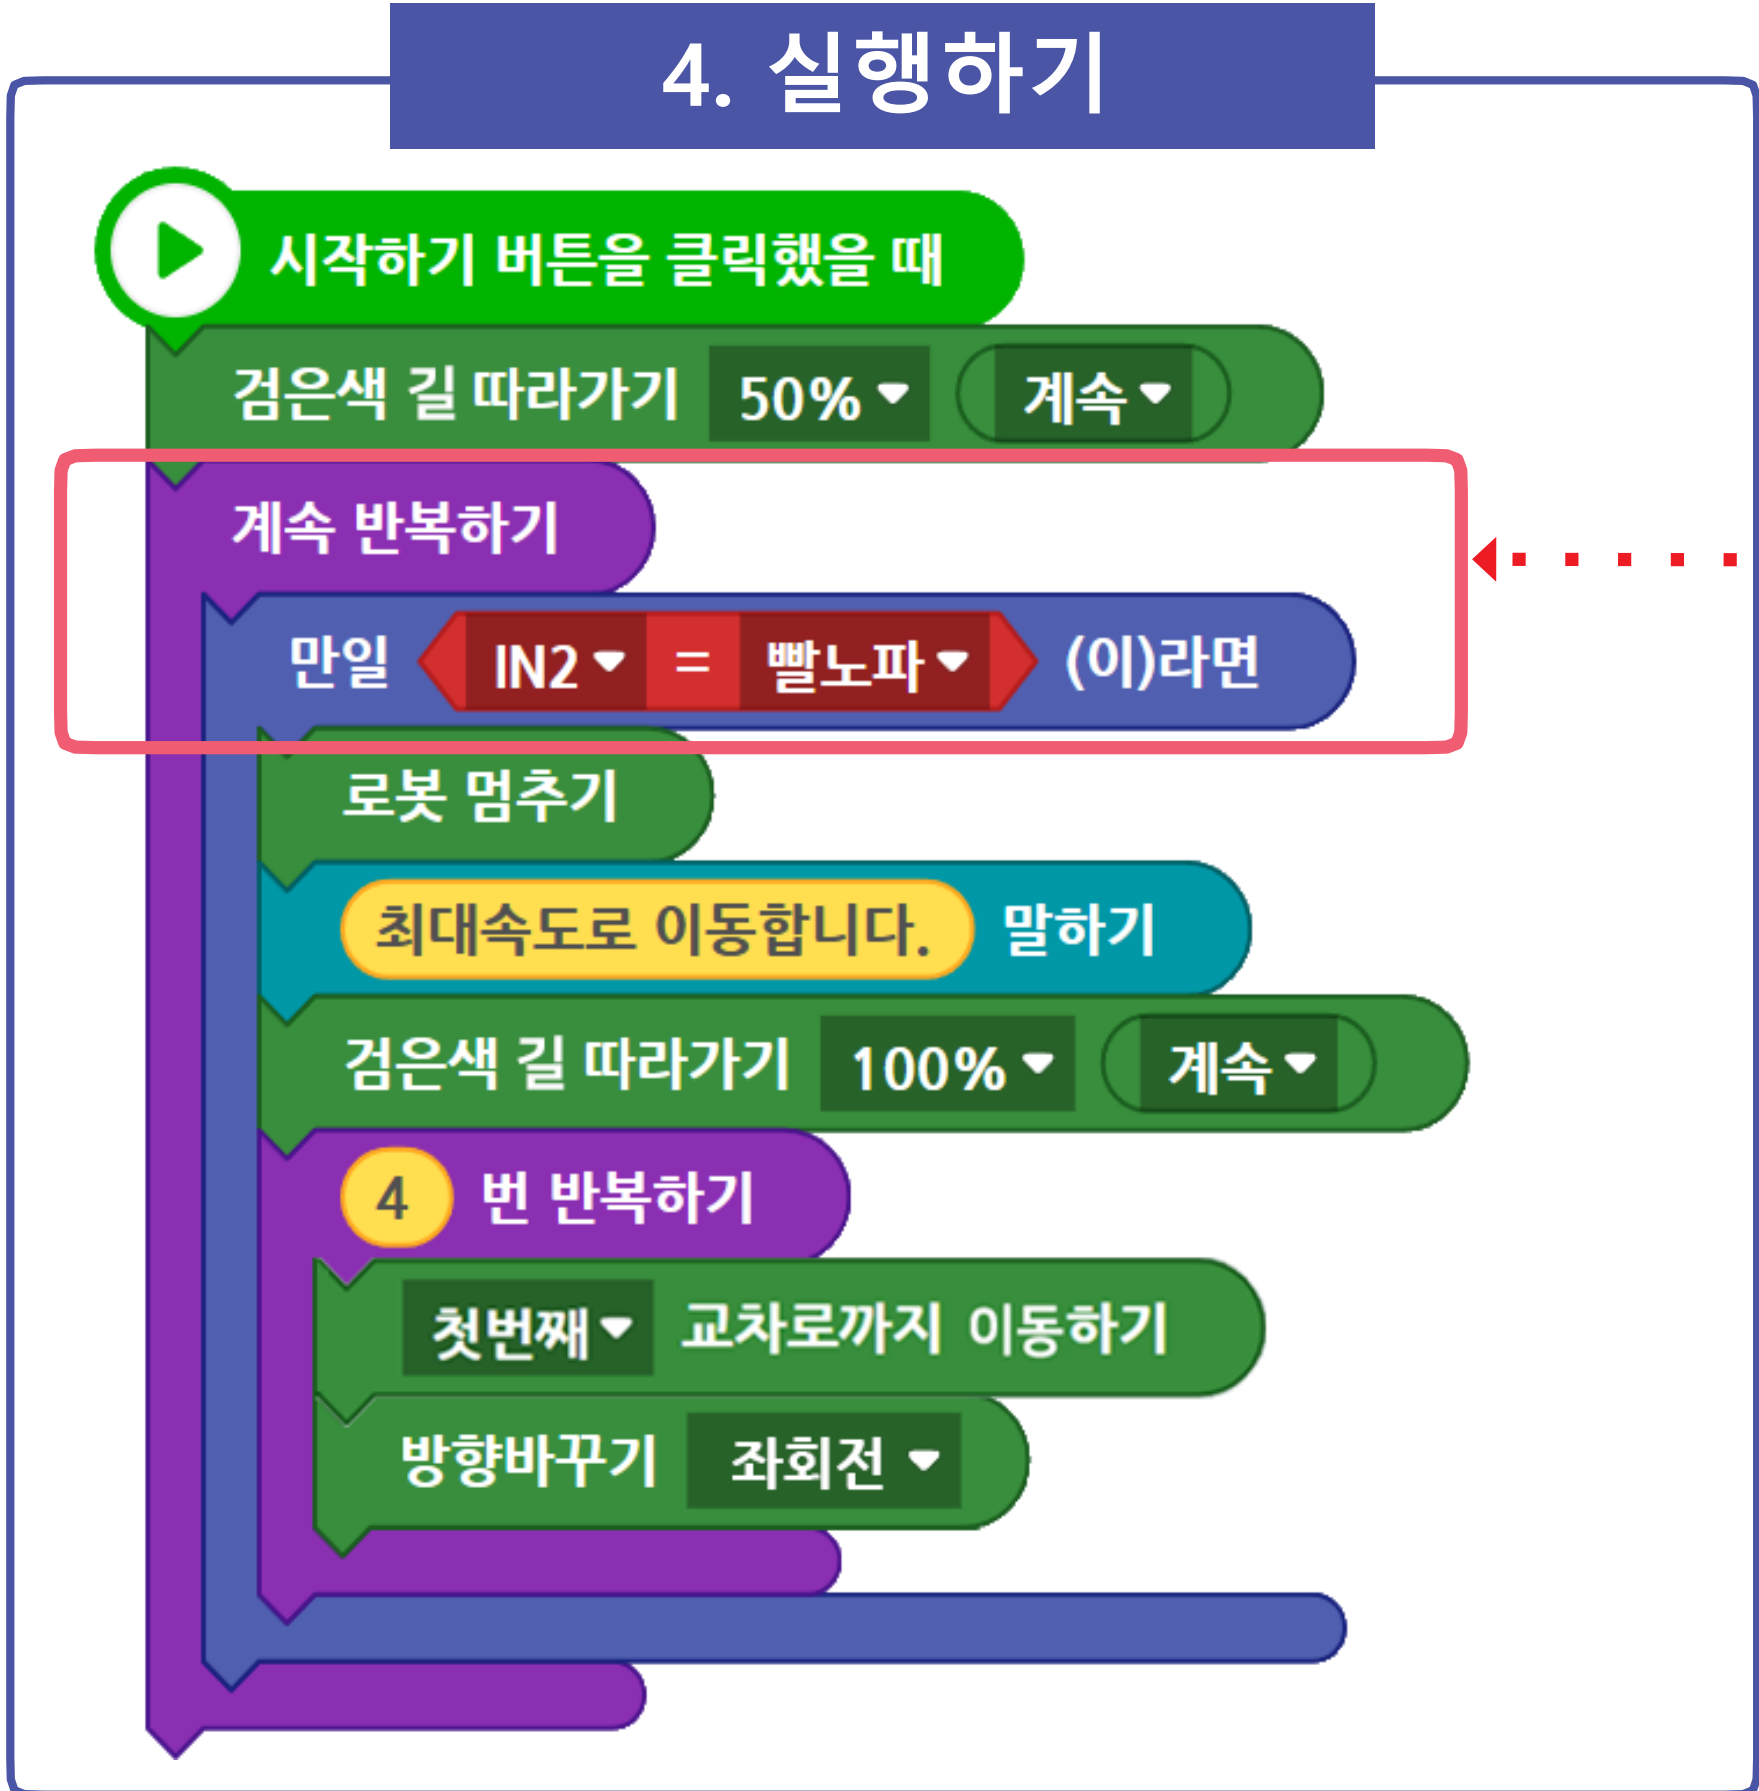 4. 실행하기
시작하기 버튼을 클릭했을 때
검은색 길 따라가기 50% 계속
계속 반복하기
만일 IN2 = 빨노파 (이)라면
로봇 멈추기
최대속도로 이동합니다. 말하기
검은색 길 따라가기 100% 계속
4 번 반복하기
첫번째 교차로까지 이동하기
방향바꾸기 좌회전